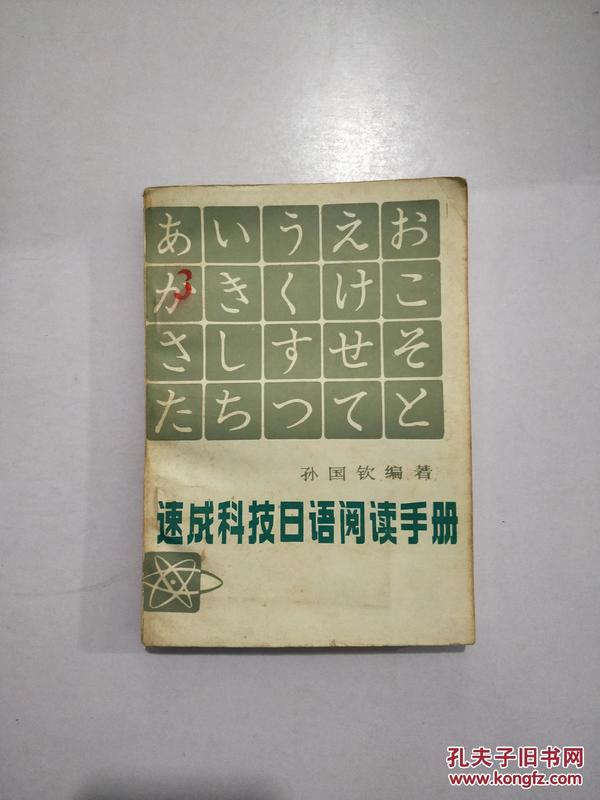 あいうえお
かきくけこ
3
さしすせそ
たちつてと
孙国钦编著
速成科技日语阅读手册
孔夫子旧书网
www.kongfz.com